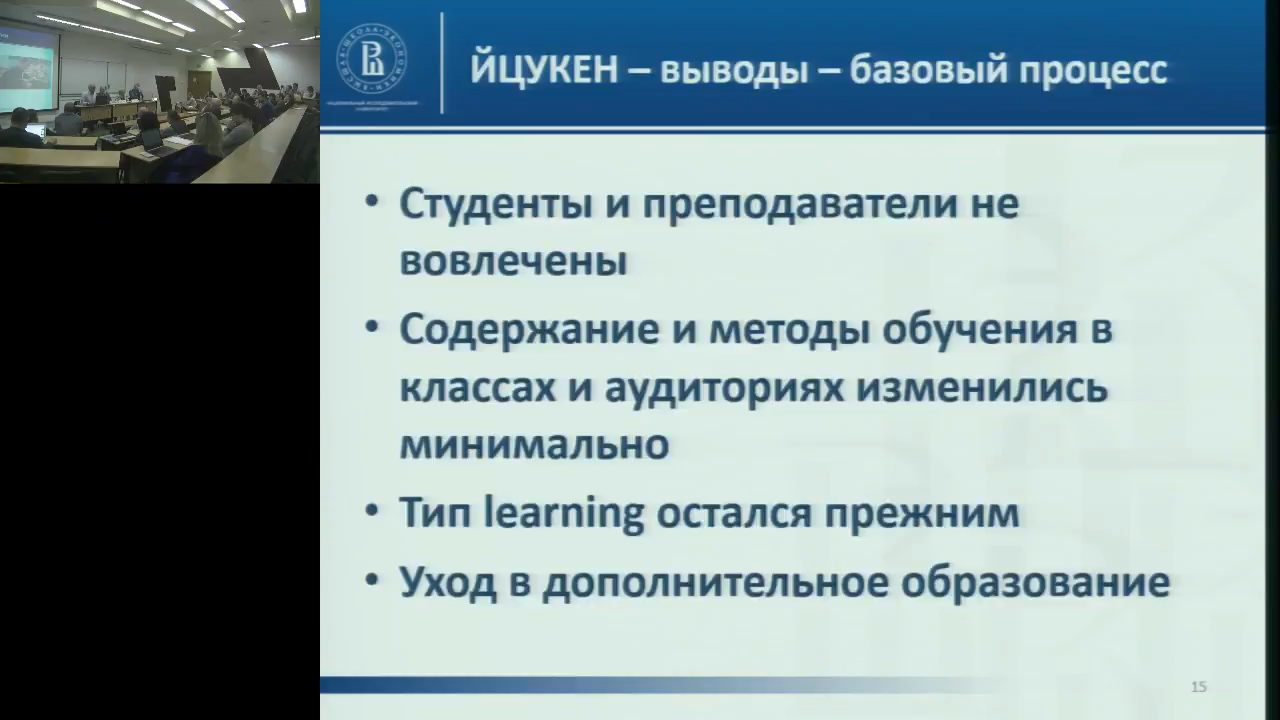 ЙЦУКЕН – выводы – базовый процесс
• Студенты и преподаватели не
вовлечены
• Содержание и методы обучения в
классах и аудиториях изменились
минимально
• Тип learning остался прежним
• Уход в дополнительное образование
15